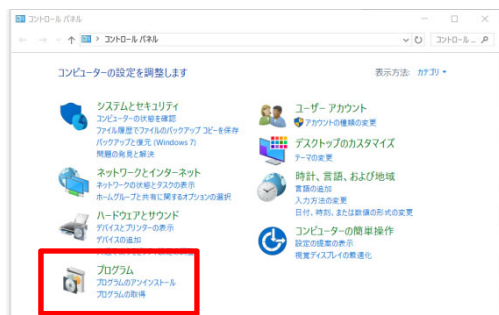 コントロール パネル
コントロール パネル
コントロール ...
コンピューターの設定を調整します
表示方法: カテゴリ
システムとセキュリティ
コンピューターの状態を確認
ファイル履歴でファイルのバックアップ コピーを保存
バックアップと復元 (Windows 7)
問題の発見と解決
ネットワークとインターネット
ネットワークの状態とタスクの表示
ホームグループと共有に関するオプションの選択
ハードウェアとサウンド
デバイスとプリンターの表示
デバイスの追加
プログラム
プログラムのアンインストール
プログラムの取得
ユーザー アカウント
アカウントの種類の変更
デスクトップのカスタマイズ
テーマの変更
時計、言語、および地域
言語の追加
入力方法の変更
日付、時刻、または数値の形式の変更
コンピューターの簡単操作
設定の提案の表示
視覚ディスプレイの最適化